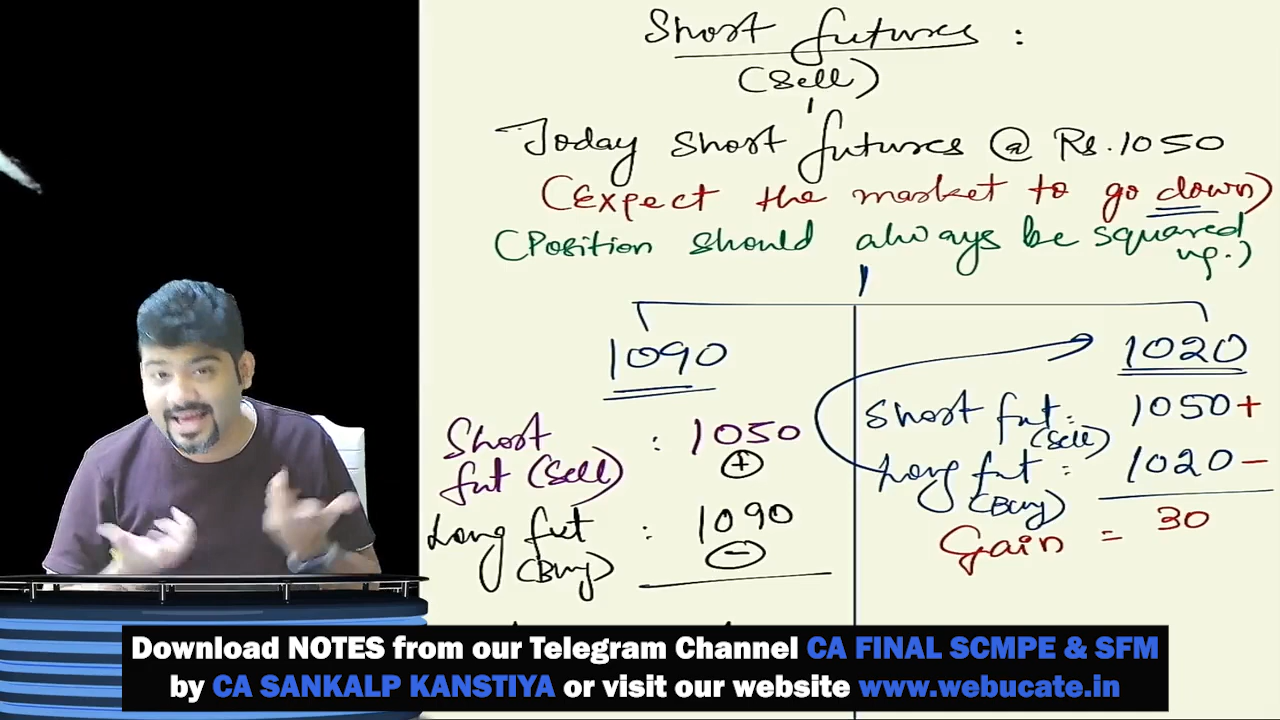 Short futures :
(Sell)
Today short futures @ Rs.1050
(Expect the market to go down)
(Position should always be squared
up.)
1090
Short : 1050
fut (Sell) +
Long fut : 1090
(Buy) -
1020
Short fut : 1050 +
(Sell)
Long fut : 1020 -
(Buy)
Gain = 30
Download NOTES from our Telegram Channel CA FINAL SCMPE & SFM
by CA SANKALP KANSTIYA or visit our website www.webucate.in